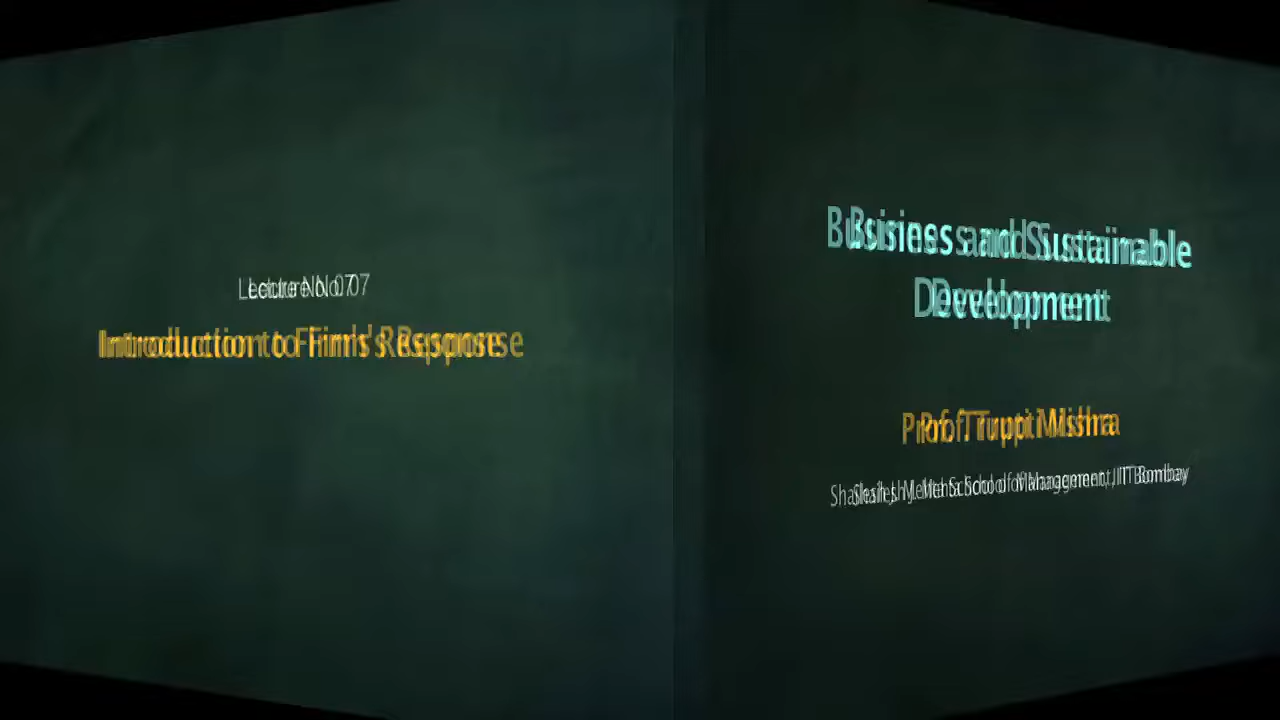 Lecture No. 07
Introduction to Firm's Response
Business and Sustainable
Development
Prof. Trupti Mishra
Shailesh J. Mehta School of Management, IIT Bombay